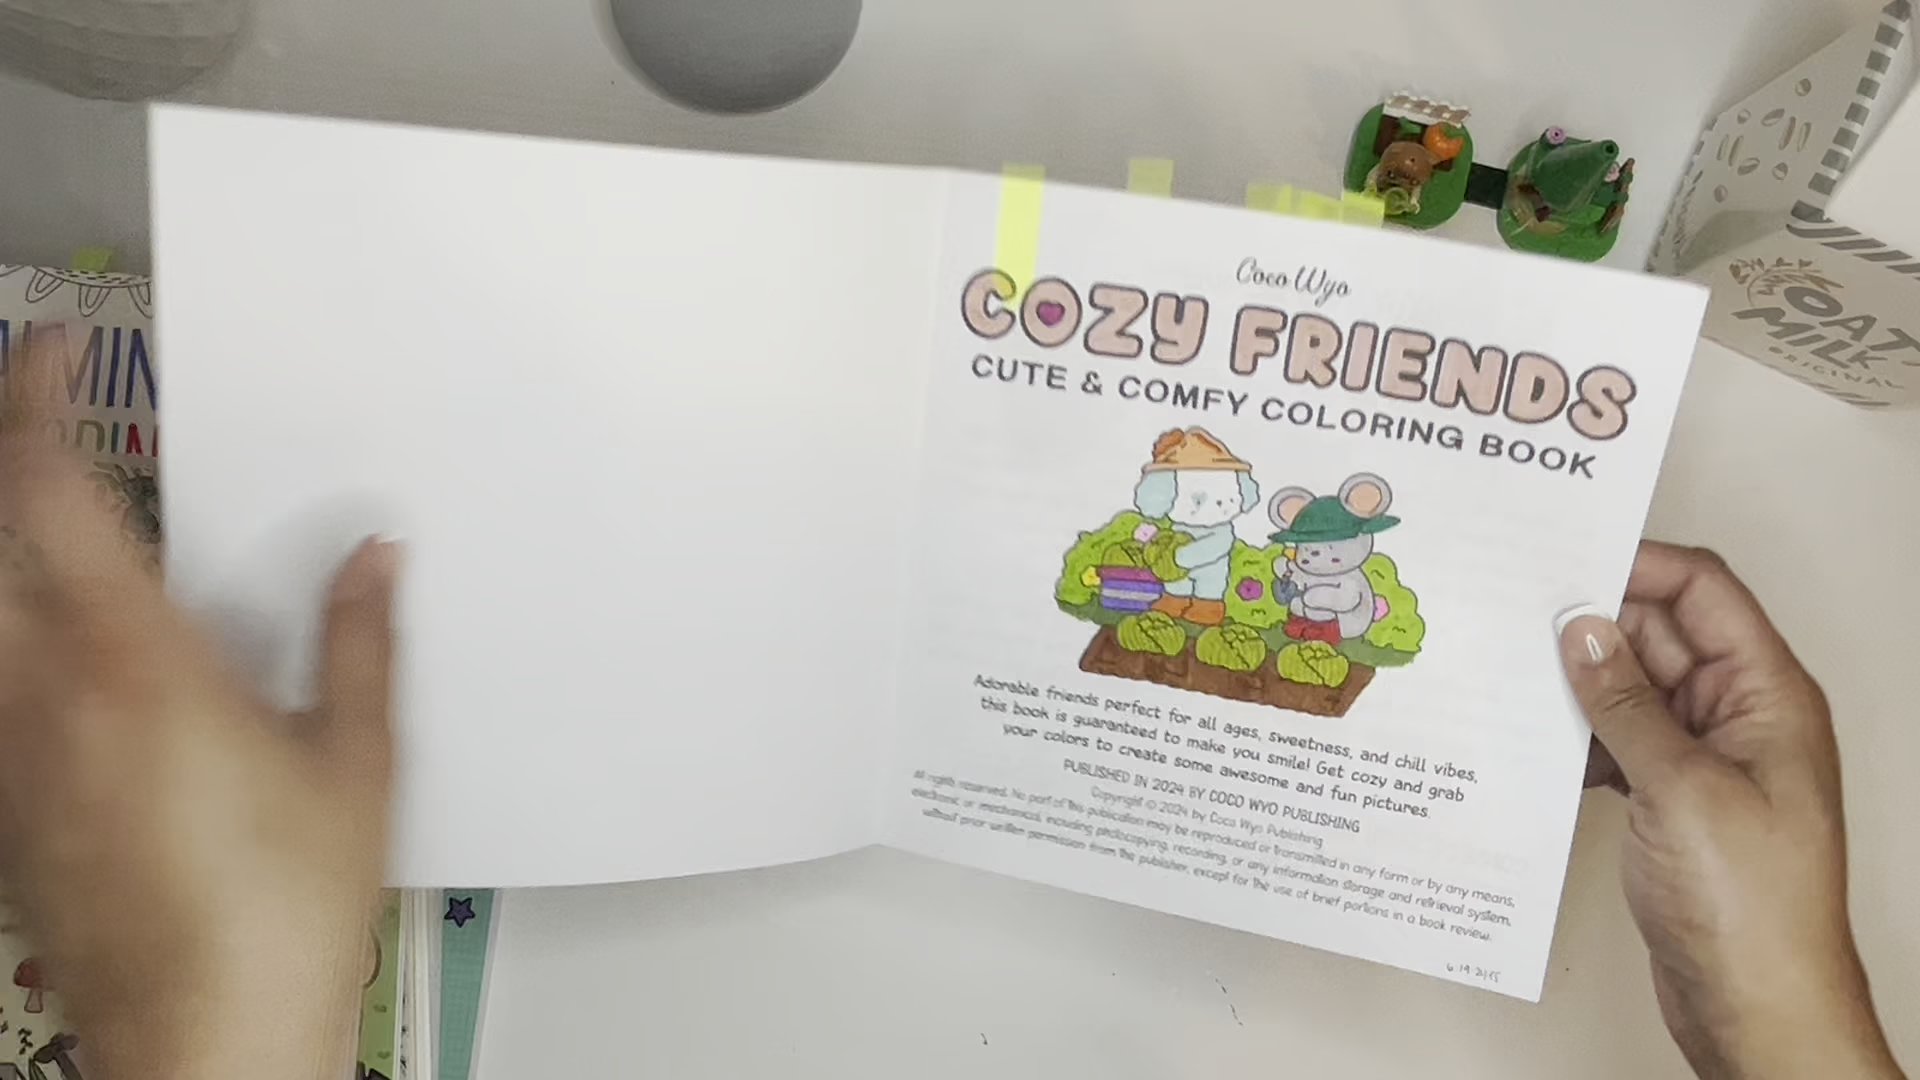 Coco Wyo
COZY FRIENDS
CUTE & COMFY COLORING BOOK
Adorable friends perfect for all ages, sweetness, and chill vibes,
this book is guaranteed to make you smile! Get cozy and grab
your colors to create some awesome and fun pictures.
PUBLISHED IN 2024 BY COCO WYO PUBLISHING
Copyright © 2024 by Coco Wyo Publishing
All rights reserved. No part of this publication may be reproduced or transmitted in any form or by any means,
electronic or mechanical, including photocopying, recording, or any information storage and retrieval system,
without prior written permission from the publisher, except for the use of brief portions in a book review.
OAT
MILK